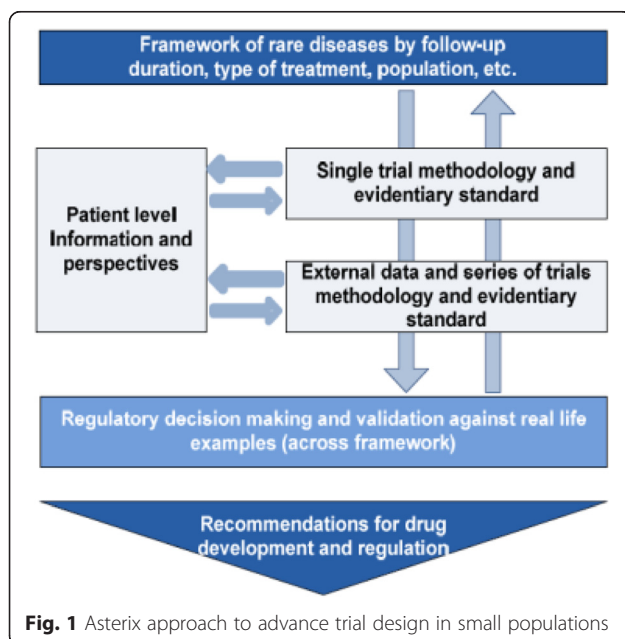 Framework of rare diseases by follow-up
duration, type of treatment, population, etc.
Single trial methodology and
evidentiary standard
Patient level
Information and
perspectives
External data and series of trials
methodology and evidentiary
standard
Regulatory decision making and validation against real life
examples (across framework)
Recommendations for drug
development and regulation
Fig. 1 Asterix approach to advance trial design in small populations